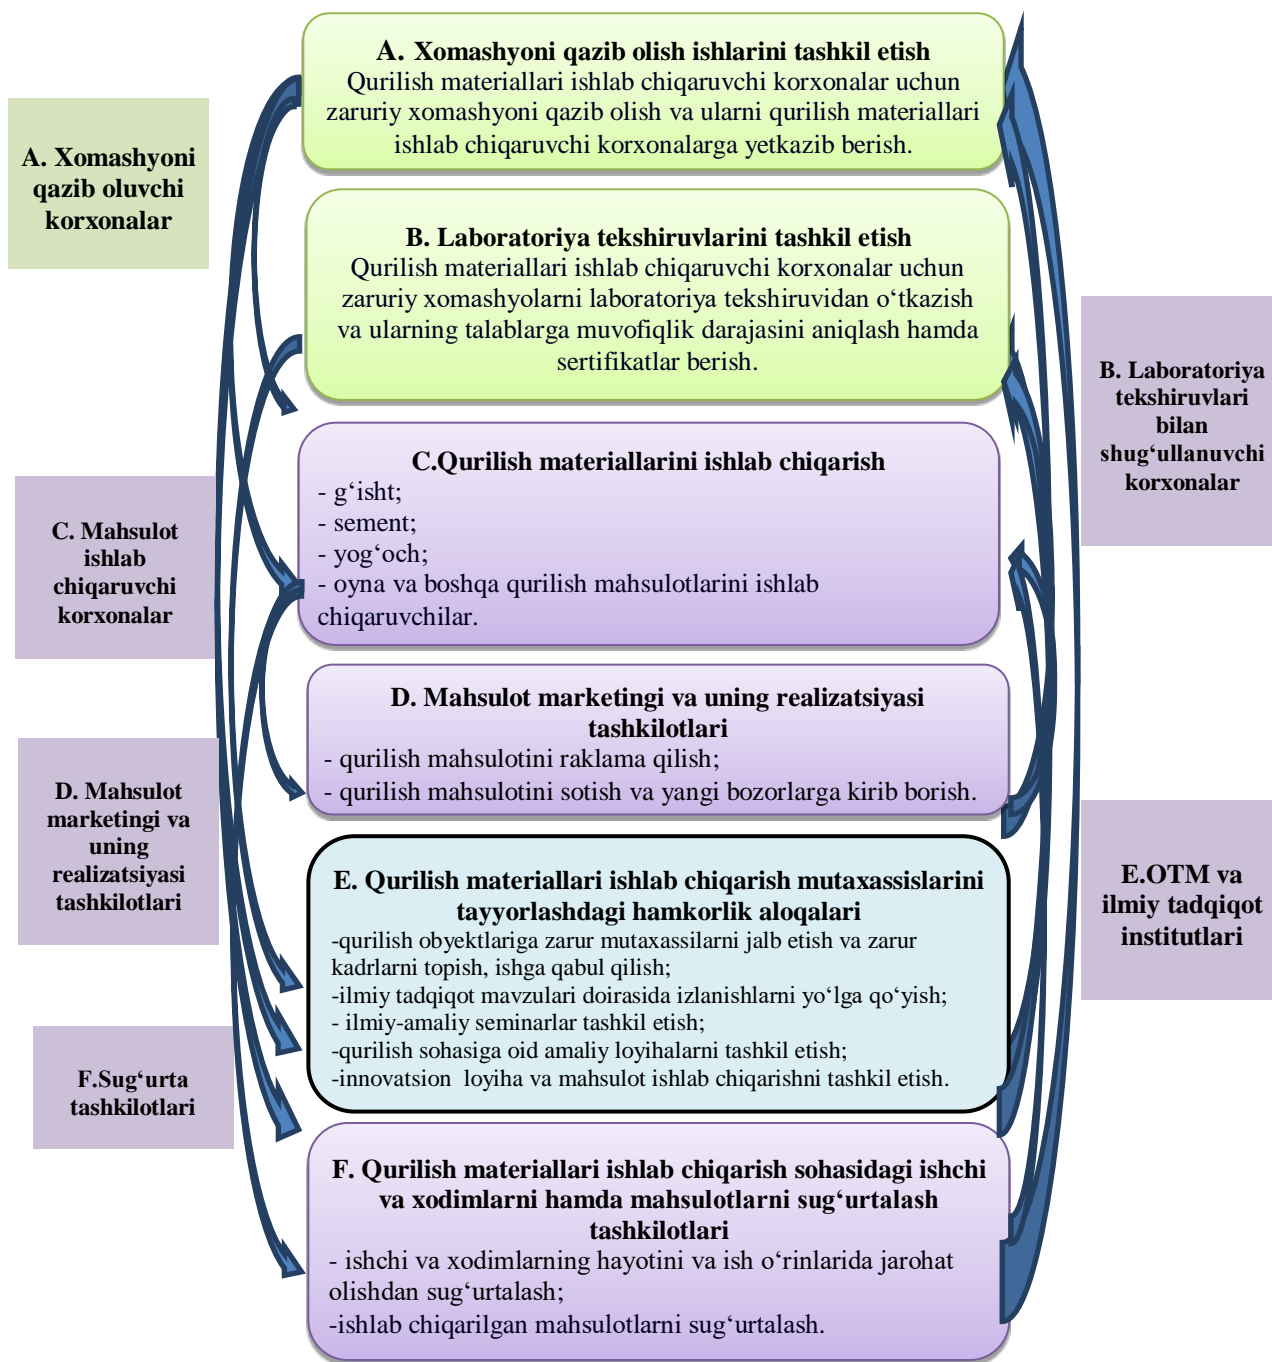 A. Xomashyoni qazib olish ishlarini tashkil etish
Qurilish materiallari ishlab chiqaruvchi korxonalar uchun
zaruriy xomashyoni qazib olish va ularni qurilish materiallari
ishlab chiqaruvchi korxonalarga yetkazib berish.
A. Xomashyoni
qazib oluvchi
korxonalar
B. Laboratoriya tekshiruvlarini tashkil etish
Qurilish materiallari ishlab chiqaruvchi korxonalar uchun
zaruriy xomashyolarni laboratoriya tekshiruvidan o‘tkazish
va ularning talablarga muvofiqlik darajasini aniqlash hamda
sertifikatlar berish.
B. Laboratoriya
tekshiruvlari
bilan
shug‘ullanuvchi
korxonalar
C.Qurilish materiallarini ishlab chiqarish
- g‘isht;
- sement;
- yog‘och;
- oyna va boshqa qurilish mahsulotlarini ishlab
chiqaruvchilar.
C. Mahsulot
ishlab
chiqaruvchi
korxonalar
D. Mahsulot marketingi va uning realizatsiyasi
tashkilotlari
- qurilish mahsulotini raklama qilish;
- qurilish mahsulotini sotish va yangi bozorlarga kirib borish.
D. Mahsulot
marketingi va
uning
realizatsiyasi
tashkilotlari
E. Qurilish materiallari ishlab chiqarish mutaxassislarini
tayyorlashdagi hamkorlik aloqalari
-qurilish obyektlariga zarur mutaxassilarni jalb etish va zarur
kadrlarni topish, ishga qabul qilish;
-ilmiy tadqiqot mavzulari doirasida izlanishlarni yo‘lga qo‘yish;
- ilmiy-amaliy seminarlar tashkil etish;
-qurilish sohasiga oid amaliy loyihalarni tashkil etish;
-innovatsion loyiha va mahsulot ishlab chiqarishni tashkil etish.
E.OTM va
ilmiy tadqiqot
institutlari
F.Sug‘urta
tashkilotlari
F. Qurilish materiallari ishlab chiqarish sohasidagi ishchi
va xodimlarni hamda mahsulotlarni sug‘urtalash
tashkilotlari
- ishchi va xodimlarning hayotini va ish o‘rinlarida jarohat
olishdan sug‘urtalash;
-ishlab chiqarilgan mahsulotlarni sug‘urtalash.